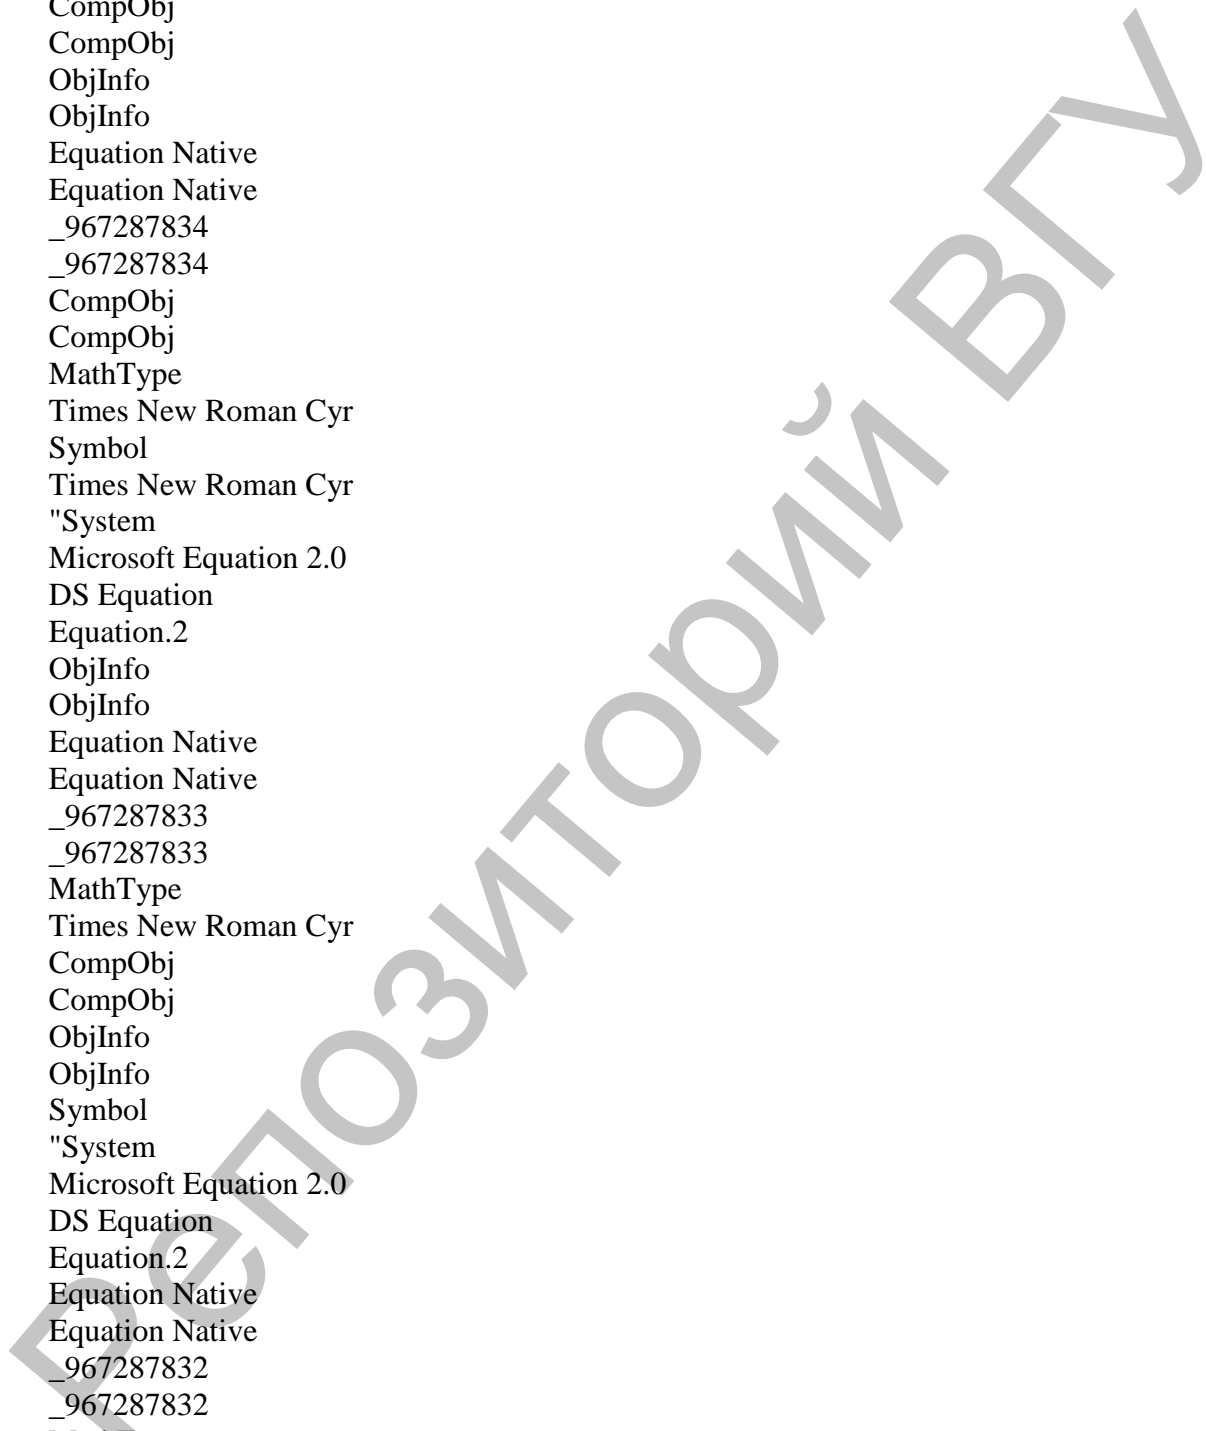 CompObj
CompObj
ObjInfo
ObjInfo
Equation Native
Equation Native
_967287834
_967287834
CompObj
CompObj
MathType
Times New Roman Cyr
Symbol
Times New Roman Cyr
"System
Microsoft Equation 2.0
DS Equation
Equation.2
ObjInfo
ObjInfo
Equation Native
Equation Native
_967287833
_967287833
MathType
Times New Roman Cyr
CompObj
CompObj
ObjInfo
ObjInfo
Symbol
"System
Microsoft Equation 2.0
DS Equation
Equation.2
Equation Native
Equation Native
_967287832
_967287832
Репозиторий ВГУ